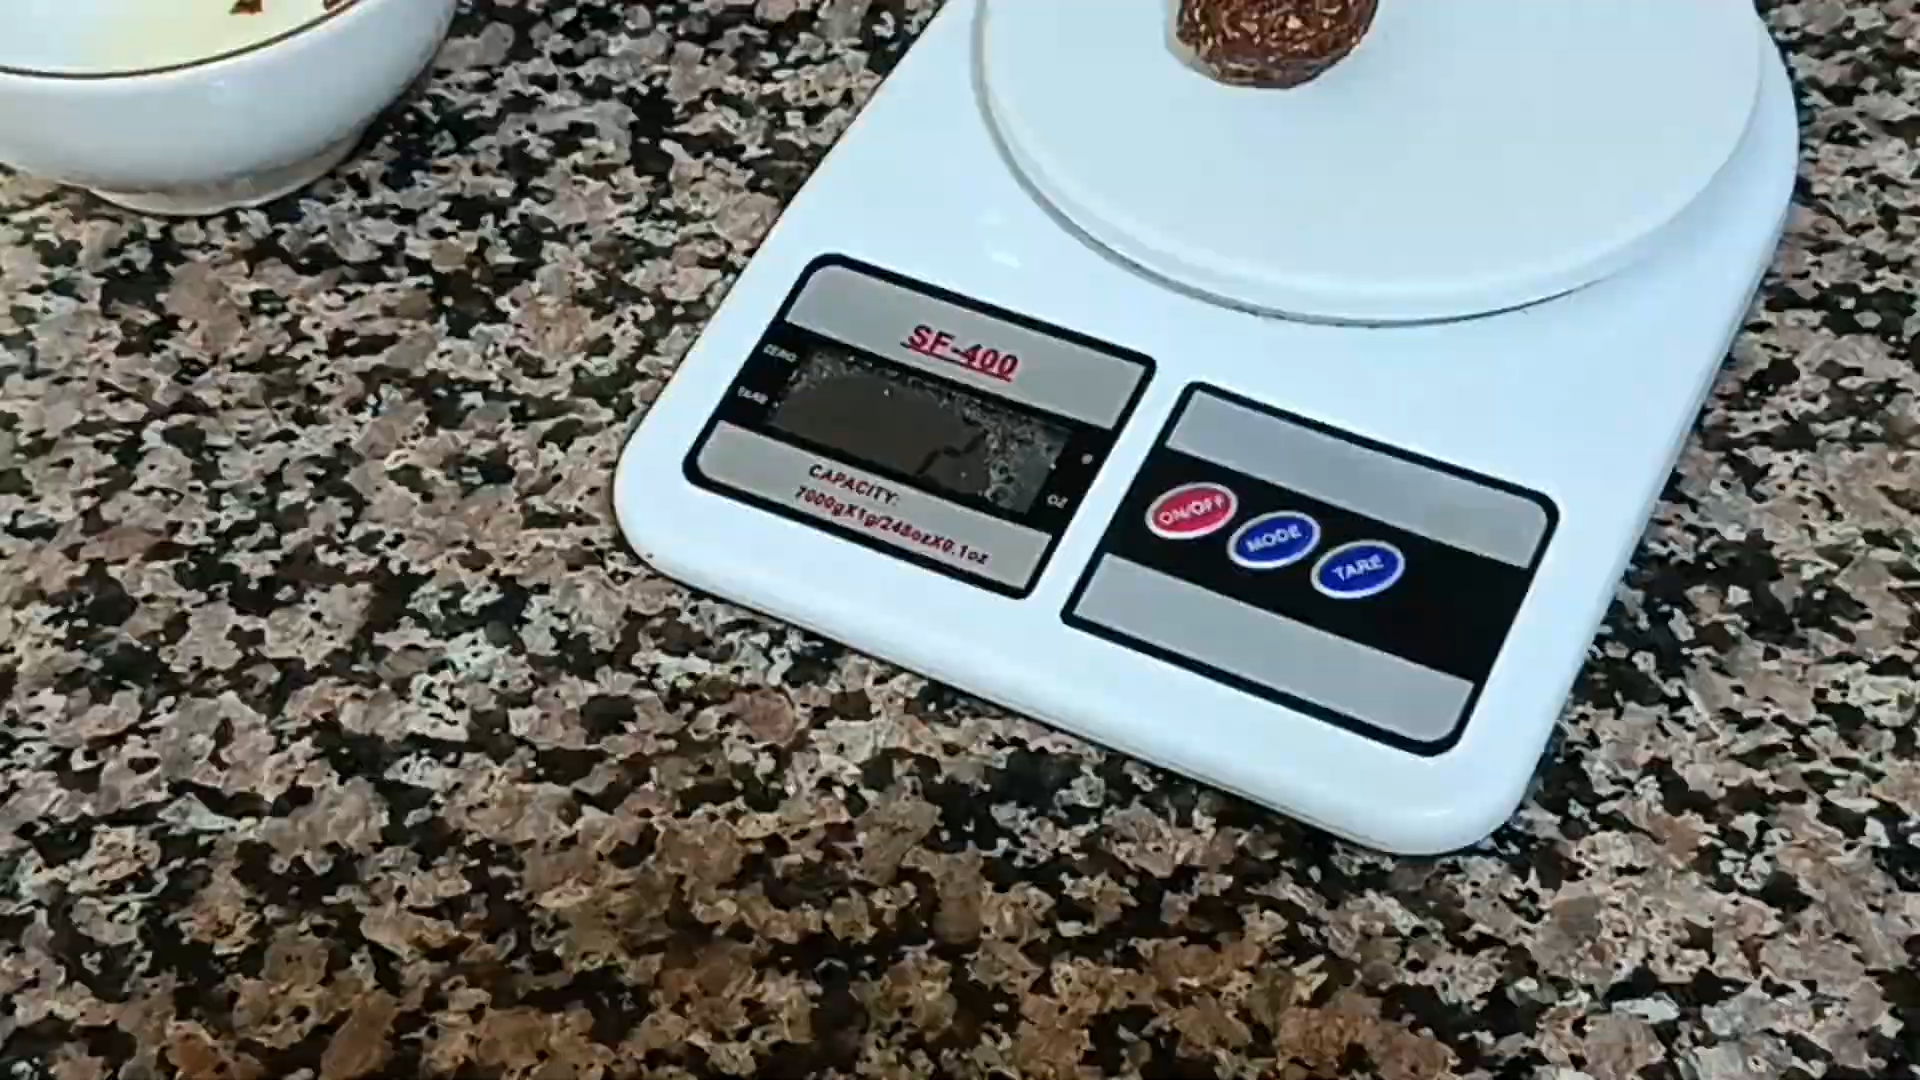 SF-400
ZERO
TARE
OZ
CAPACITY:
7000gX1g/248ozX0.1oz
ON/OFF
MODE
TARE